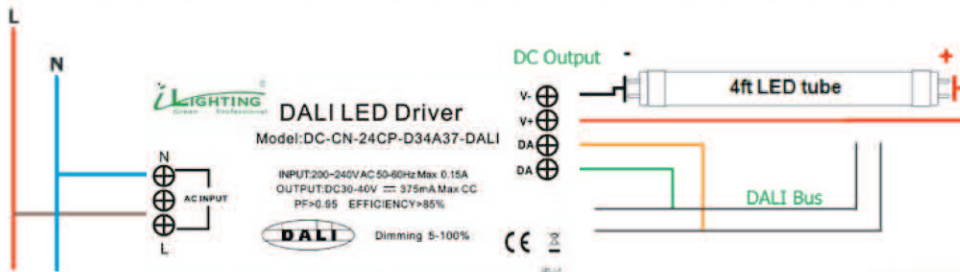 L
N
iLIGHTING
Green Professional
DALI LED Driver
Model:DC-CN-24CP-D34A37-DALI
N
AC INPUT
L
INPUT:200-240VAC 50-60Hz Max 0.15A
OUTPUT:DC30-40V ⎓ 375mA Max CC
PF>0.95 EFFICIENCY>85%
DALI
Dimming 5-100%
CE
DC Output
-
+
V-
V+
DA
DA
4ft LED tube
DALI Bus